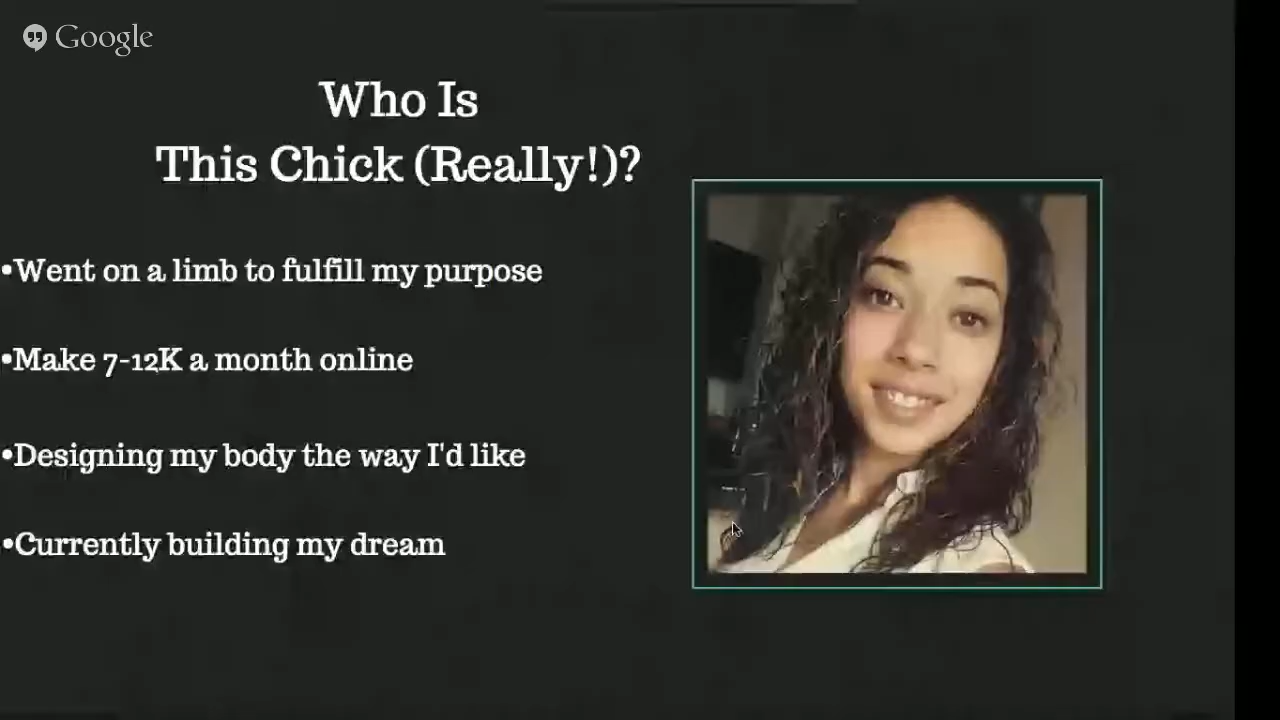 Google
Who Is
This Chick (Really!)?
•Went on a limb to fulfill my purpose
•Make 7-12K a month online
•Designing my body the way I'd like
•Currently building my dream